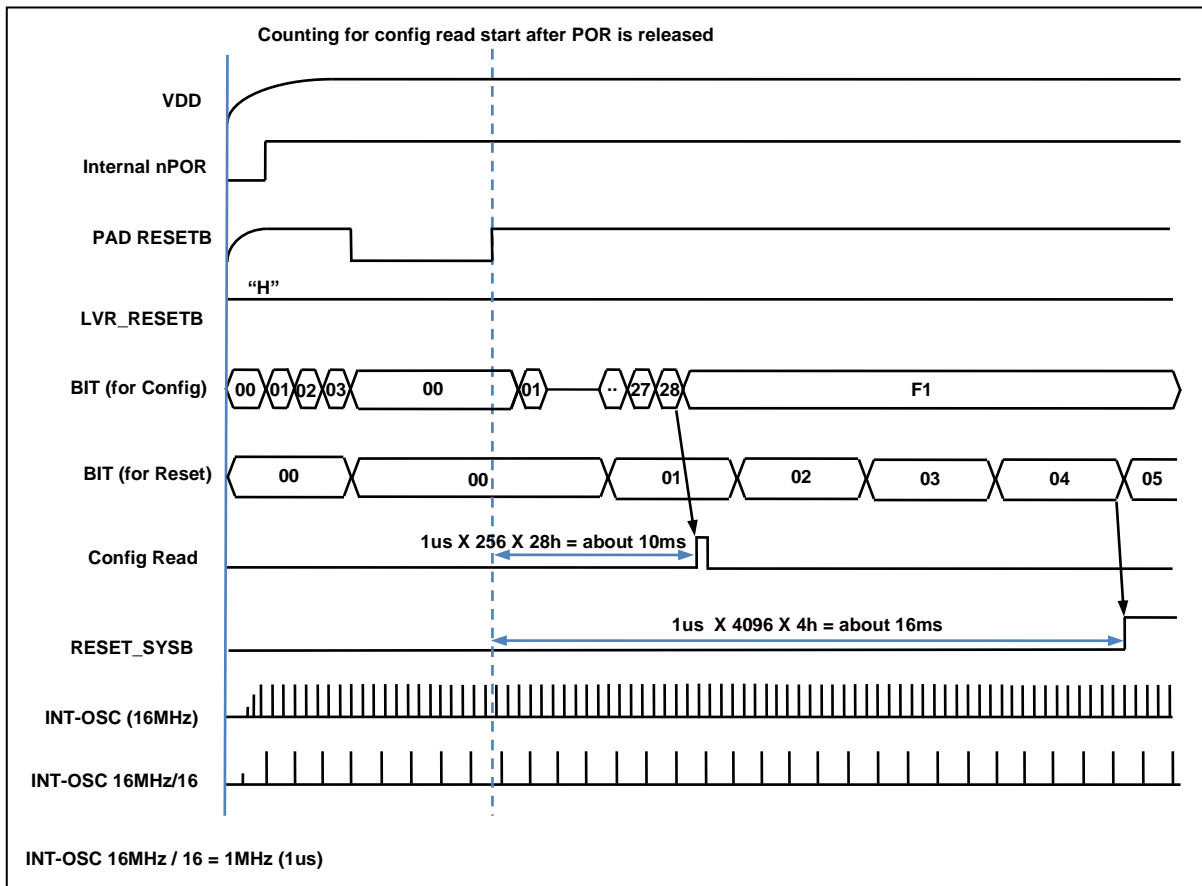 Counting for config read start after POR is released
VDD
Internal nPOR
PAD RESETB
“H”
LVR_RESETB
BIT (for Config) 00 01 02 03 00 01 ·· 27 28 F1
BIT (for Reset) 00 00 01 02 03 04 05
1us X 256 X 28h = about 10ms
Config Read
1us X 4096 X 4h = about 16ms
RESET_SYSB
INT-OSC (16MHz)
INT-OSC 16MHz/16
INT-OSC 16MHz / 16 = 1MHz (1us)